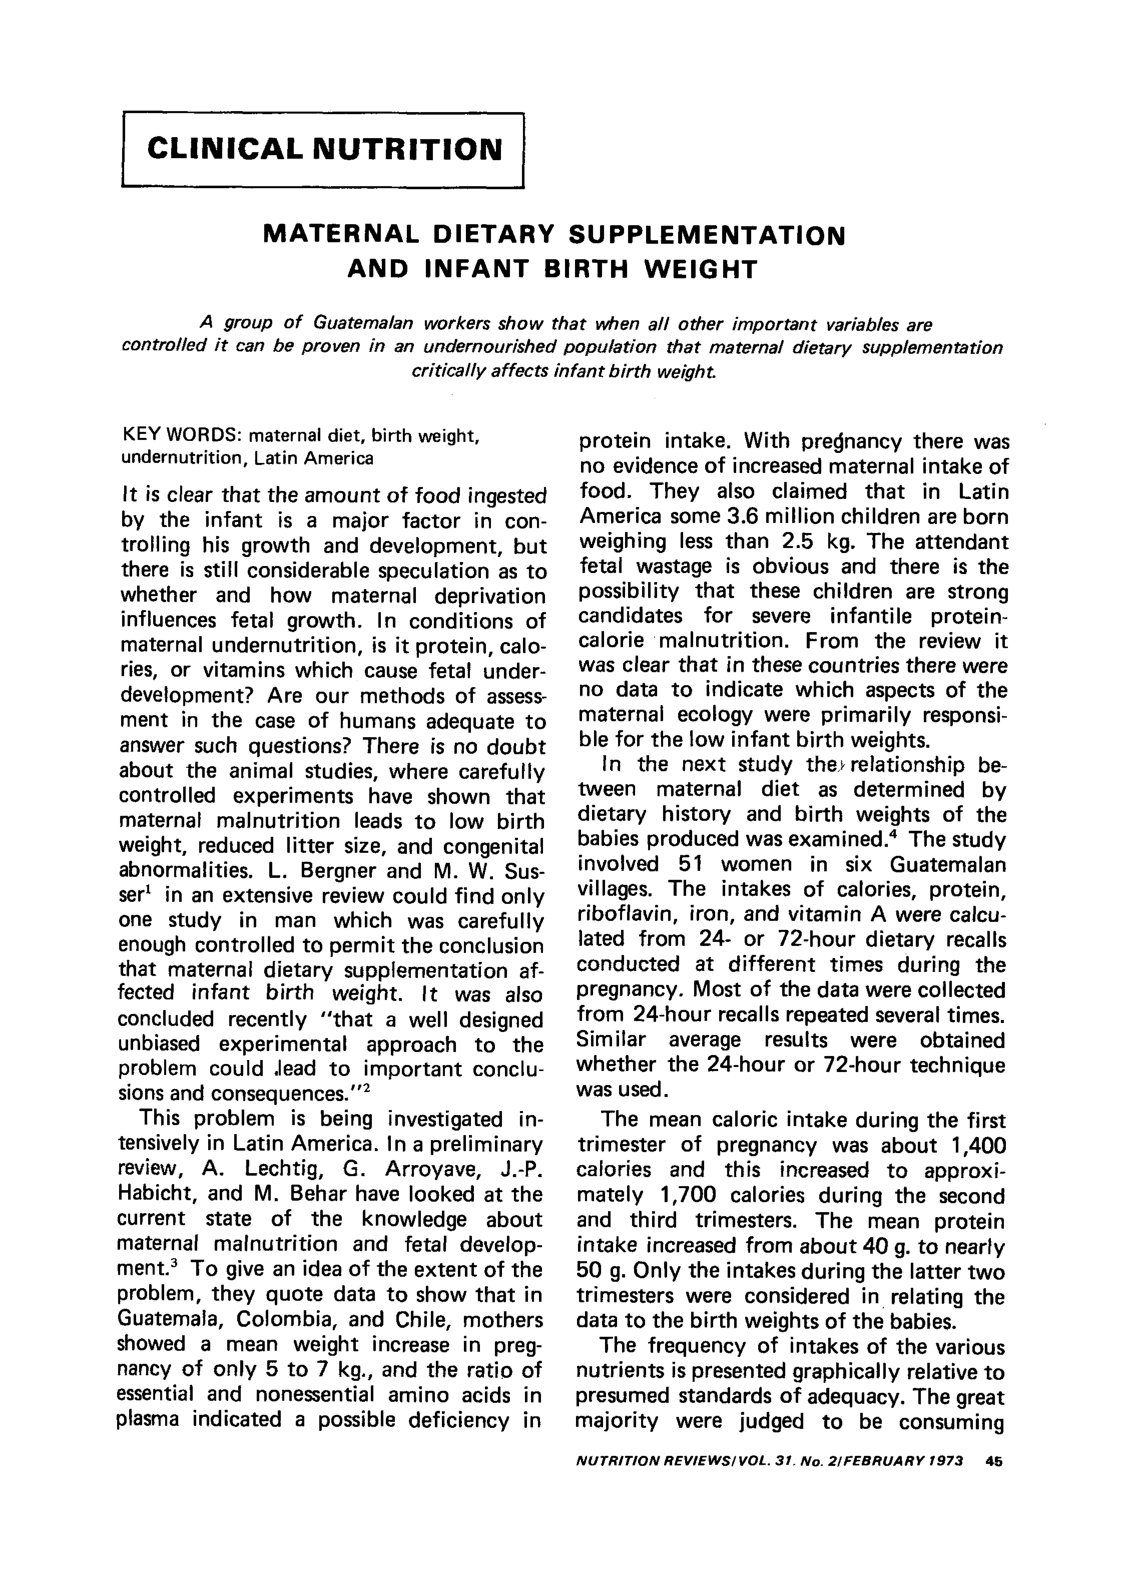 CLINICAL NUTRITION
MATERNAL DIETARY SUPPLEMENTATION
AND INFANT BIRTH WEIGHT
A group of Guatemalan workers show that when all other important variables are
controlled it can be proven in an undernourished population that maternal dietary supplementation
critically affects infant birth weight.
KEY WORDS: maternal diet, birth weight,
undernutrition, Latin America
It is clear that the amount of food ingested
by the infant is a major factor in con-
trolling his growth and development, but
there is still considerable speculation as to
whether and how maternal deprivation
influences fetal growth. In conditions of
maternal undernutrition, is it protein, calo-
ries, or vitamins which cause fetal under-
development? Are our methods of assess-
ment in the case of humans adequate to
answer such questions? There is no doubt
about the animal studies, where carefully
controlled experiments have shown that
maternal malnutrition leads to low birth
weight, reduced litter size, and congenital
abnormalities. L. Bergner and M. W. Sus-
ser¹ in an extensive review could find only
one study in man which was carefully
enough controlled to permit the conclusion
that maternal dietary supplementation af-
fected infant birth weight. It was also
concluded recently "that a well designed
unbiased experimental approach to the
problem could lead to important conclu-
sions and consequences."²
This problem is being investigated in-
tensively in Latin America. In a preliminary
review, A. Lechtig, G. Arroyave, J.-P.
Habicht, and M. Behar have looked at the
current state of the knowledge about
maternal malnutrition and fetal develop-
ment.³ To give an idea of the extent of the
problem, they quote data to show that in
Guatemala, Colombia, and Chile, mothers
showed a mean weight increase in preg-
nancy of only 5 to 7 kg., and the ratio of
essential and nonessential amino acids in
plasma indicated a possible deficiency in
protein intake. With pregnancy there was
no evidence of increased maternal intake of
food. They also claimed that in Latin
America some 3.6 million children are born
weighing less than 2.5 kg. The attendant
fetal wastage is obvious and there is the
possibility that these children are strong
candidates for severe infantile protein-
calorie malnutrition. From the review it
was clear that in these countries there were
no data to indicate which aspects of the
maternal ecology were primarily responsi-
ble for the low infant birth weights.
In the next study the relationship be-
tween maternal diet as determined by
dietary history and birth weights of the
babies produced was examined.⁴ The study
involved 51 women in six Guatemalan
villages. The intakes of calories, protein,
riboflavin, iron, and vitamin A were calcu-
lated from 24- or 72-hour dietary recalls
conducted at different times during the
pregnancy. Most of the data were collected
from 24-hour recalls repeated several times.
Similar average results were obtained
whether the 24-hour or 72-hour technique
was used.
The mean caloric intake during the first
trimester of pregnancy was about 1,400
calories and this increased to approxi-
mately 1,700 calories during the second
and third trimesters. The mean protein
intake increased from about 40 g. to nearly
50 g. Only the intakes during the latter two
trimesters were considered in relating the
data to the birth weights of the babies.
The frequency of intakes of the various
nutrients is presented graphically relative to
presumed standards of adequacy. The great
majority were judged to be consuming
NUTRITION REVIEWS/VOL. 31. No. 2/FEBRUARY 1973 45